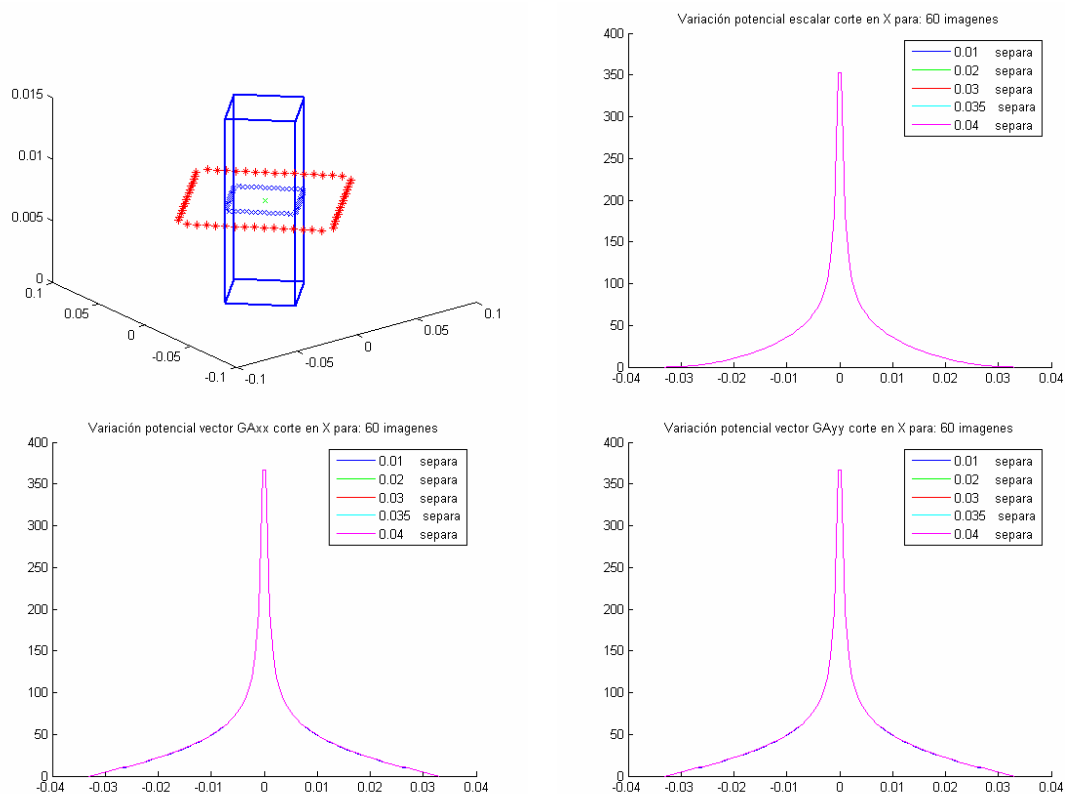 0.015
0.01
0.005
0
0.1
0.05
0
-0.05
-0.1
-0.1
-0.05
0
0.05
0.1
Variación potencial escalar corte en X para: 60 imagenes
400
350
300
250
200
150
100
50
0
-0.04 -0.03 -0.02 -0.01 0 0.01 0.02 0.03 0.04
0.01 separa
0.02 separa
0.03 separa
0.035 separa
0.04 separa
Variación potencial vector GAxx corte en X para: 60 imagenes
400
350
300
250
200
150
100
50
0
-0.04 -0.03 -0.02 -0.01 0 0.01 0.02 0.03 0.04
0.01 separa
0.02 separa
0.03 separa
0.035 separa
0.04 separa
Variación potencial vector GAyy corte en X para: 60 imagenes
400
350
300
250
200
150
100
50
0
-0.04 -0.03 -0.02 -0.01 0 0.01 0.02 0.03 0.04
0.01 separa
0.02 separa
0.03 separa
0.035 separa
0.04 separa